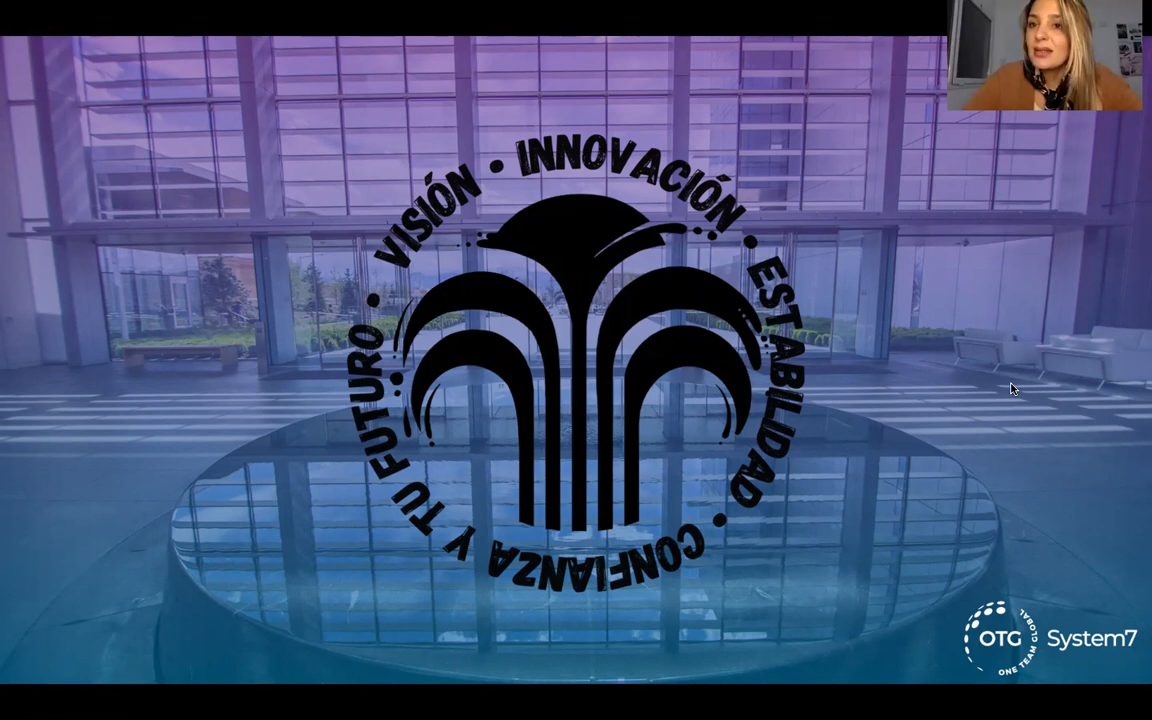 VISIÓN • INNOVACIÓN • ESTABILIDAD • CONFIANZA Y TU FUTURO •
OTG
ONE TEAM GLOBAL
System7